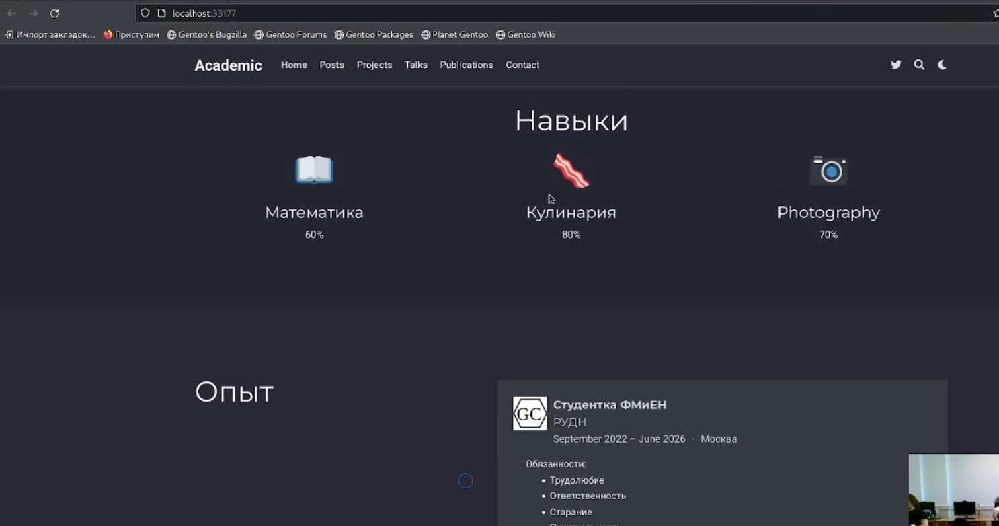 localhost:33177
Импорт закладок... Приступим Gentoo's Bugzilla Gentoo Forums Gentoo Packages Planet Gentoo Gentoo Wiki
Academic Home Posts Projects Talks Publications Contact
Навыки
Математика Кулинария Photography
60% 80% 70%
Опыт
GC
Студентка ФМиЕН
РУДН
September 2022 – June 2026 · Москва
Обязанности:
• Трудолюбие
• Ответственность
• Старание